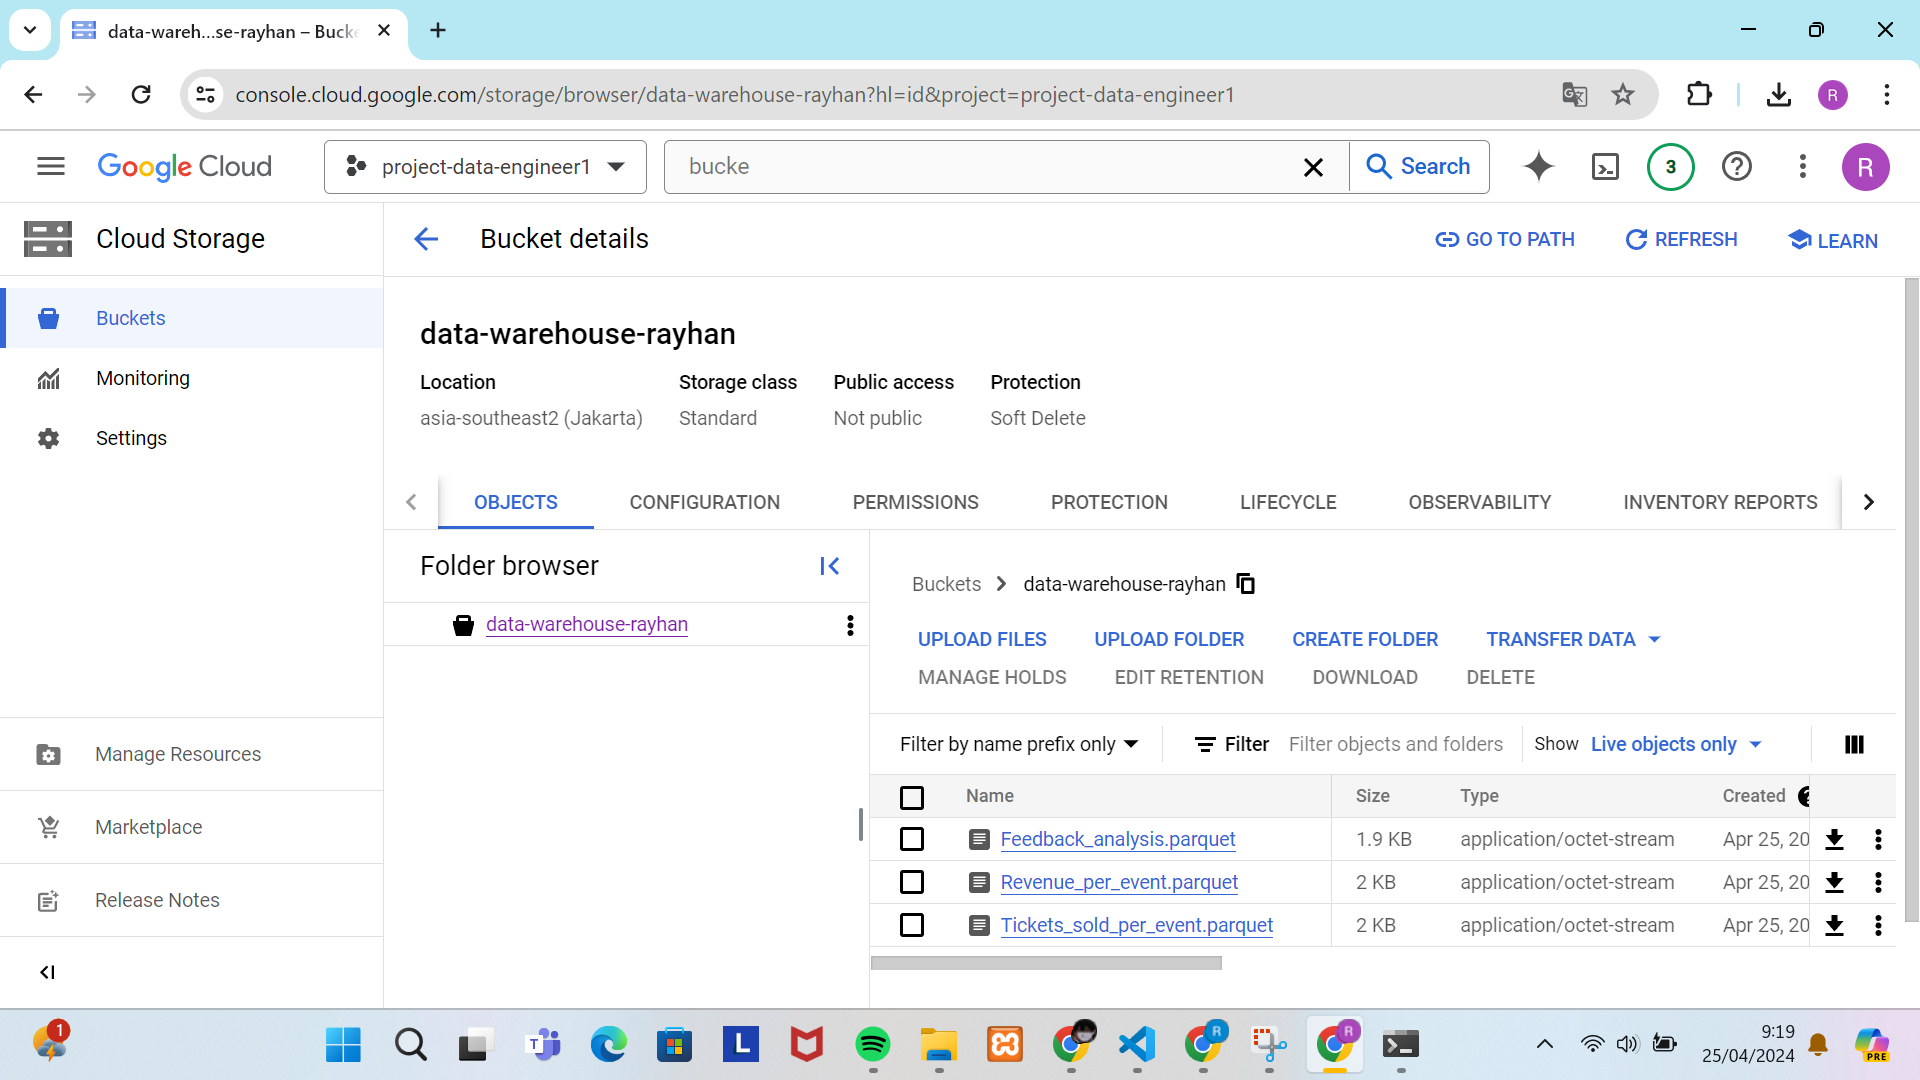 data-wareh...se-rayhan – Bucke
console.cloud.google.com/storage/browser/data-warehouse-rayhan?hl=id&project=project-data-engineer1
R
Google Cloud
project-data-engineer1
bucke
Search
3
R
Cloud Storage
Bucket details
GO TO PATH
REFRESH
LEARN
Buckets
Monitoring
Settings
data-warehouse-rayhan
Location
Storage class
Public access
Protection
asia-southeast2 (Jakarta)
Standard
Not public
Soft Delete
OBJECTS
CONFIGURATION
PERMISSIONS
PROTECTION
LIFECYCLE
OBSERVABILITY
INVENTORY REPORTS
Folder browser
data-warehouse-rayhan
Buckets
data-warehouse-rayhan
UPLOAD FILES
UPLOAD FOLDER
CREATE FOLDER
TRANSFER DATA
MANAGE HOLDS
EDIT RETENTION
DOWNLOAD
DELETE
Filter by name prefix only
Filter
Filter objects and folders
Show
Live objects only
Name Size Type Created
Feedback_analysis.parquet 1.9 KB application/octet-stream Apr 25, 20
Revenue_per_event.parquet 2 KB application/octet-stream Apr 25, 20
Tickets_sold_per_event.parquet 2 KB application/octet-stream Apr 25, 20
Manage Resources
Marketplace
Release Notes
1
T
L
R
R
9:19
25/04/2024
PRE